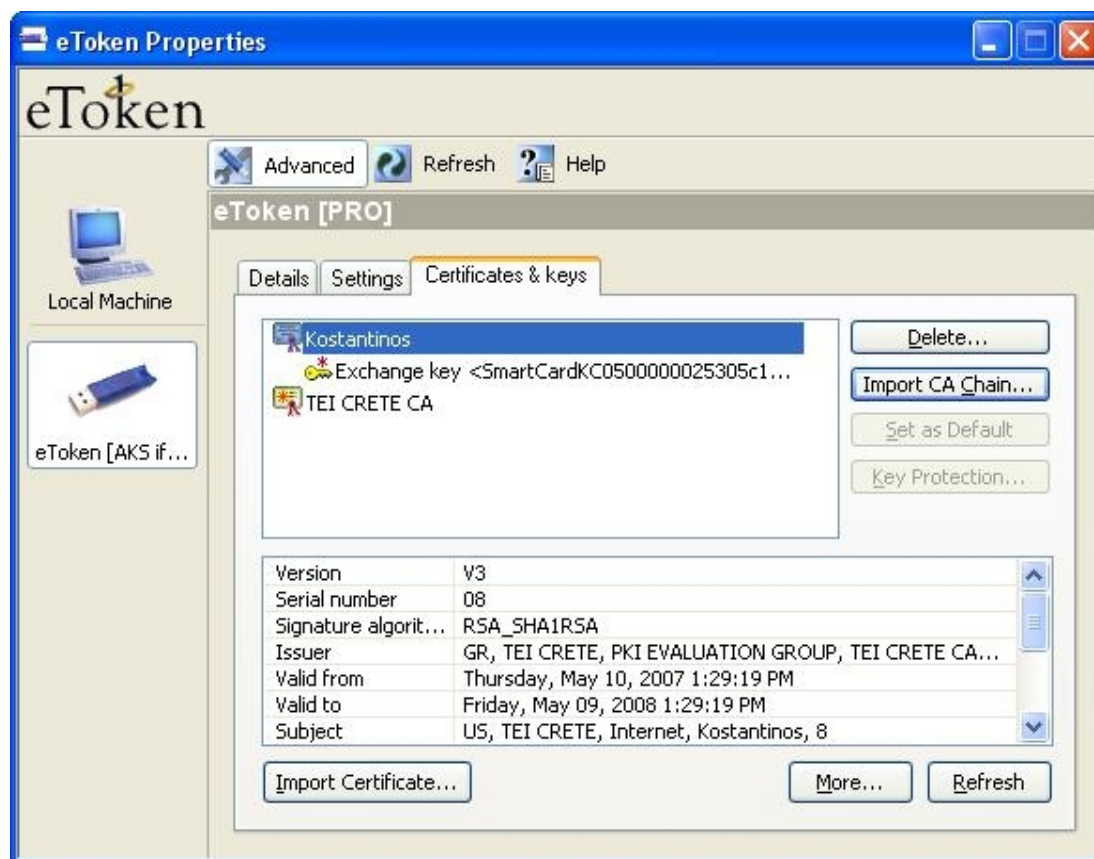 eToken Properties
eToken
Advanced Refresh Help
eToken [PRO]
Local Machine
eToken [AKS if...
Details Settings Certificates & keys
Kostantinos
Exchange key <SmartCardKC0500000025305c1...
TEI CRETE CA
Delete...
Import CA Chain...
Set as Default
Key Protection...
Version V3
Serial number 08
Signature algorit... RSA_SHA1RSA
Issuer GR, TEI CRETE, PKI EVALUATION GROUP, TEI CRETE CA...
Valid from Thursday, May 10, 2007 1:29:19 PM
Valid to Friday, May 09, 2008 1:29:19 PM
Subject US, TEI CRETE, Internet, Kostantinos, 8
Import Certificate... More... Refresh